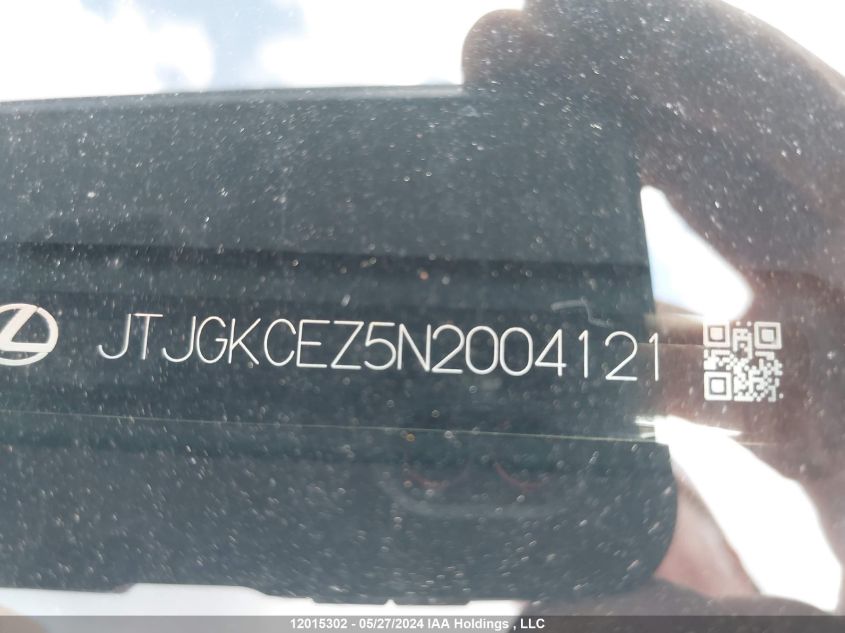 JTJGKCEZ5N2004121
12015302 - 05/27/2024 IAA Holdings , LLC